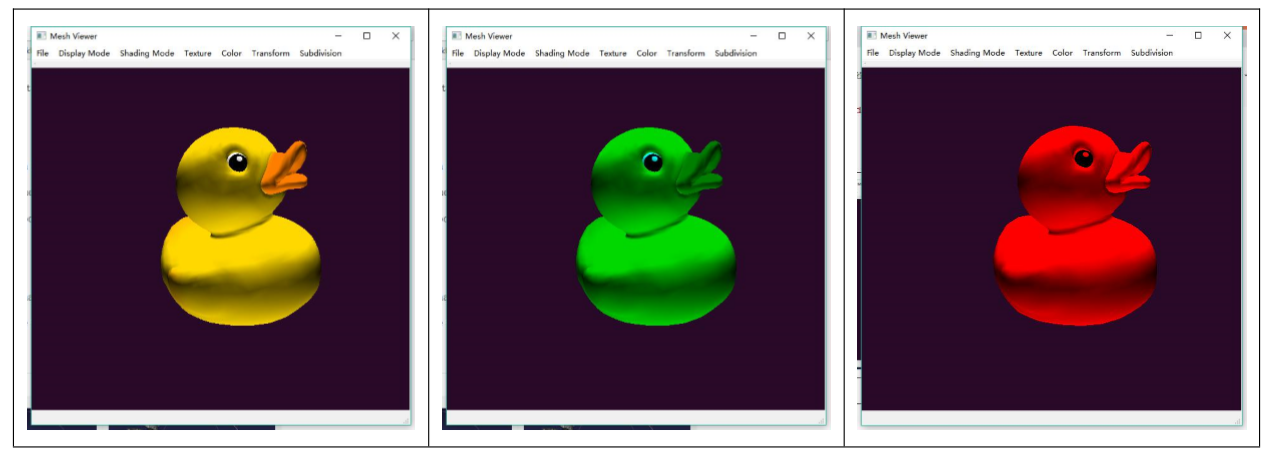 Mesh Viewer
File Display Mode Shading Mode Texture Color Transform Subdivision
Mesh Viewer
File Display Mode Shading Mode Texture Color Transform Subdivision
Mesh Viewer
File Display Mode Shading Mode Texture Color Transform Subdivision